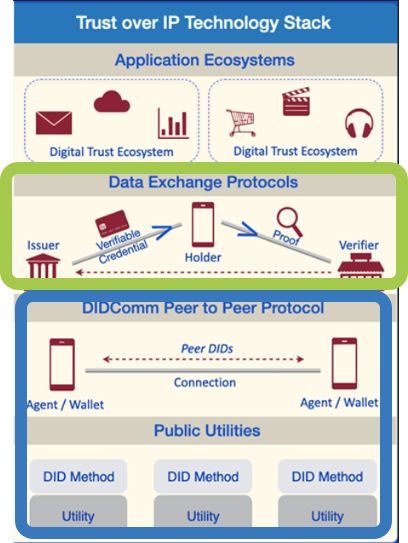 Trust over IP Technology Stack
Application Ecosystems
Digital Trust Ecosystem
Digital Trust Ecosystem
Data Exchange Protocols
Issuer
Verifiable
Credential
Holder
Proof
Verifier
DIDComm Peer to Peer Protocol
Peer DIDs
Connection
Agent / Wallet
Agent / Wallet
Public Utilities
DID Method
DID Method
DID Method
Utility
Utility
Utility